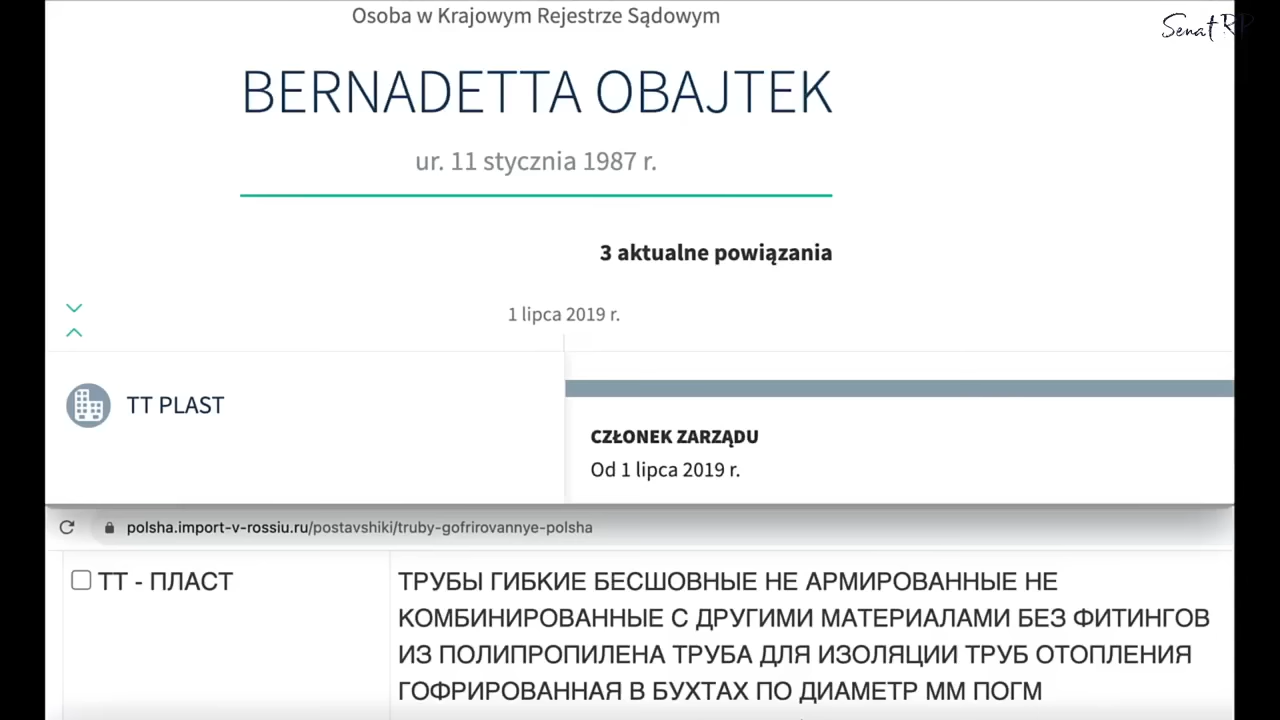 Osoba w Krajowym Rejestrze Sądowym
Senat RP
BERNADETTA OBAJTEK
ur. 11 stycznia 1987 r.
3 aktualne powiązania
1 lipca 2019 r.
TT PLAST
CZŁONEK ZARZĄDU
Od 1 lipca 2019 r.
polsha.import-v-rossiu.ru/postavshiki/truby-gofrirovannye-polsha
ТТ - ПЛАСТ
ТРУБЫ ГИБКИЕ БЕСШОВНЫЕ НЕ АРМИРОВАННЫЕ НЕ
КОМБИНИРОВАННЫЕ С ДРУГИМИ МАТЕРИАЛАМИ БЕЗ ФИТИНГОВ
ИЗ ПОЛИПРОПИЛЕНА ТРУБА ДЛЯ ИЗОЛЯЦИИ ТРУБ ОТОПЛЕНИЯ
ГОФРИРОВАННАЯ В БУХТАХ ПО ДИАМЕТР ММ ПОГМ